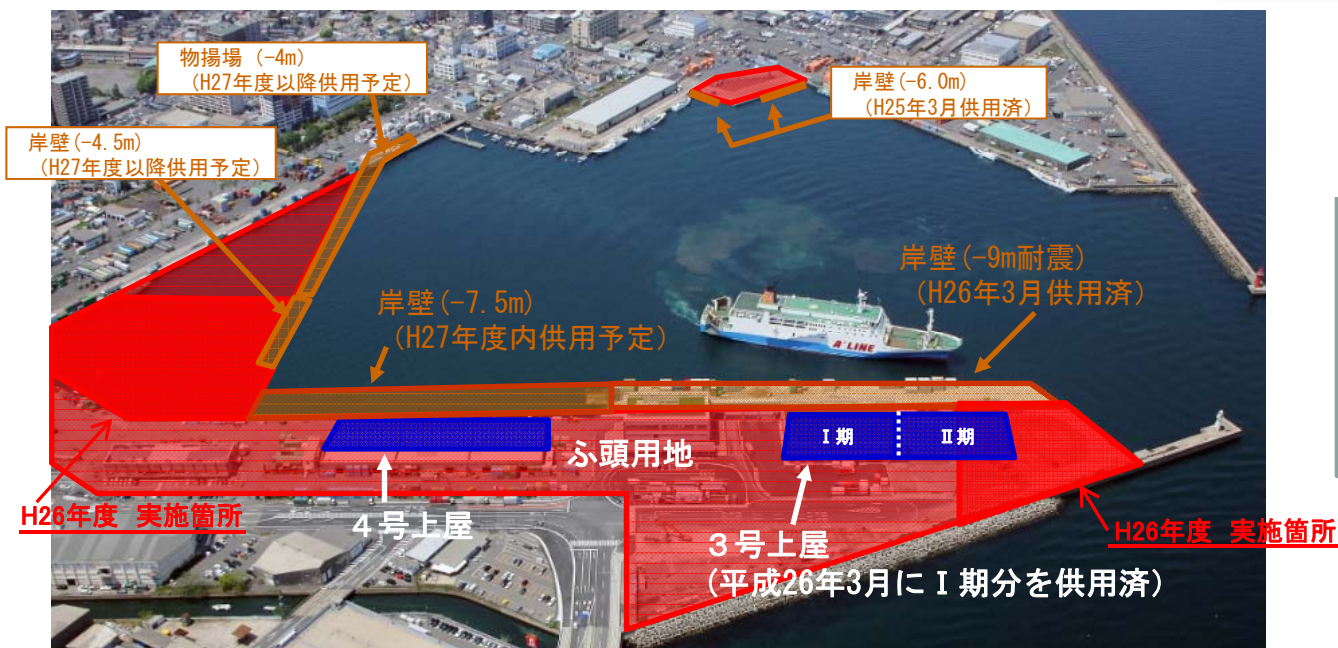 物揚場 (-4m)
(H27年度以降供用予定)
岸壁(-6.0m)
(H25年3月供用済)
岸壁(-4.5m)
(H27年度以降供用予定)
岸壁(-9m耐震)
(H26年3月供用済)
岸壁(-7.5m)
(H27年度内供用予定)
A"LINE
Ⅰ期
Ⅱ期
ふ頭用地
H26年度 実施箇所
4号上屋
3号上屋
(平成26年3月にⅠ期分を供用済)
H26年度 実施箇所